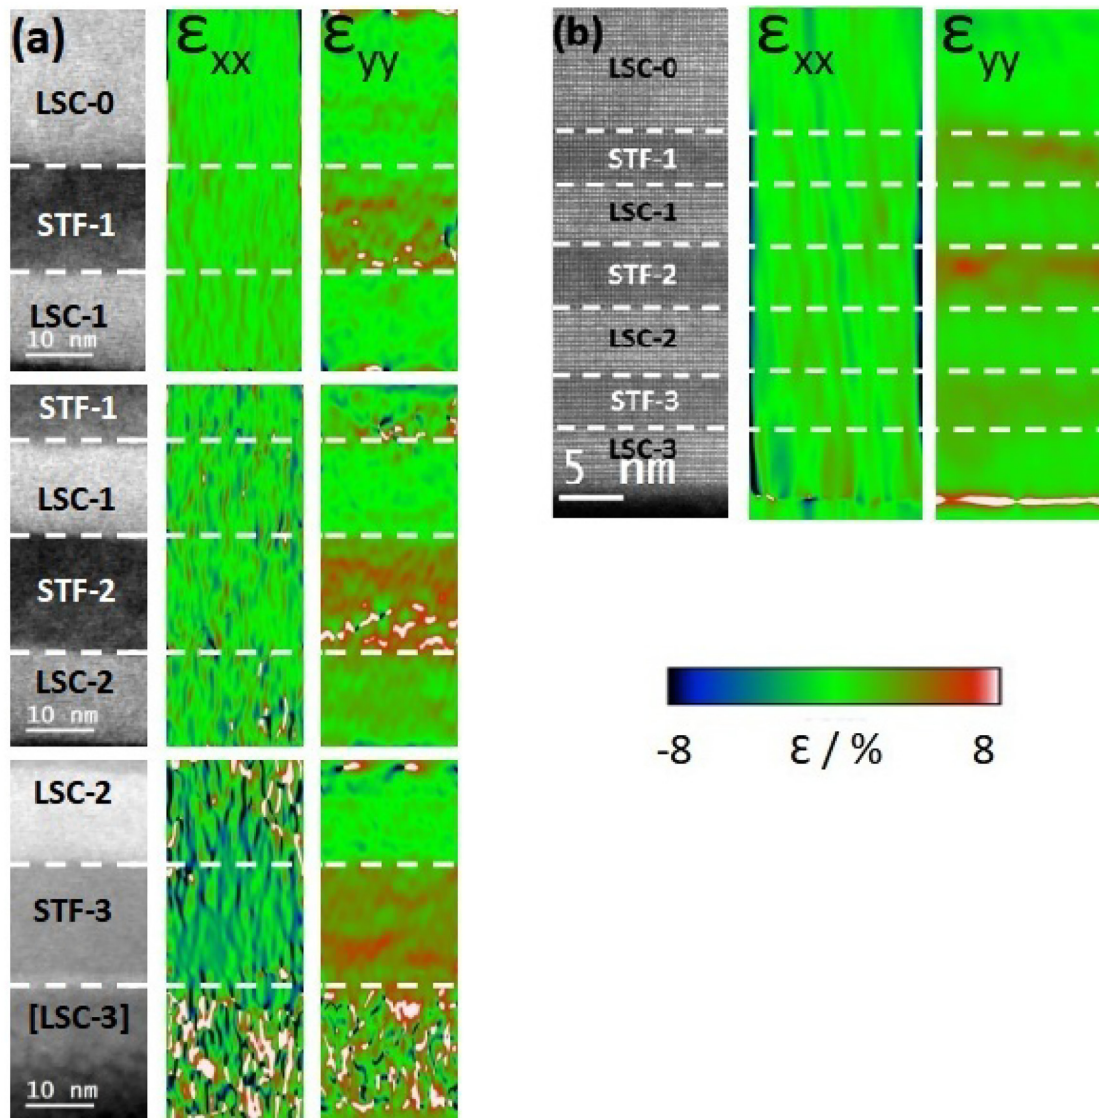 (a)
εxx
εyy
LSC-0
STF-1
LSC-1
10 nm
STF-1
LSC-1
STF-2
LSC-2
10 nm
LSC-2
STF-3
[LSC-3]
10 nm
(b)
εxx
εyy
LSC-0
STF-1
LSC-1
STF-2
LSC-2
STF-3
LSC-3
5 nm
-8 ε / % 8